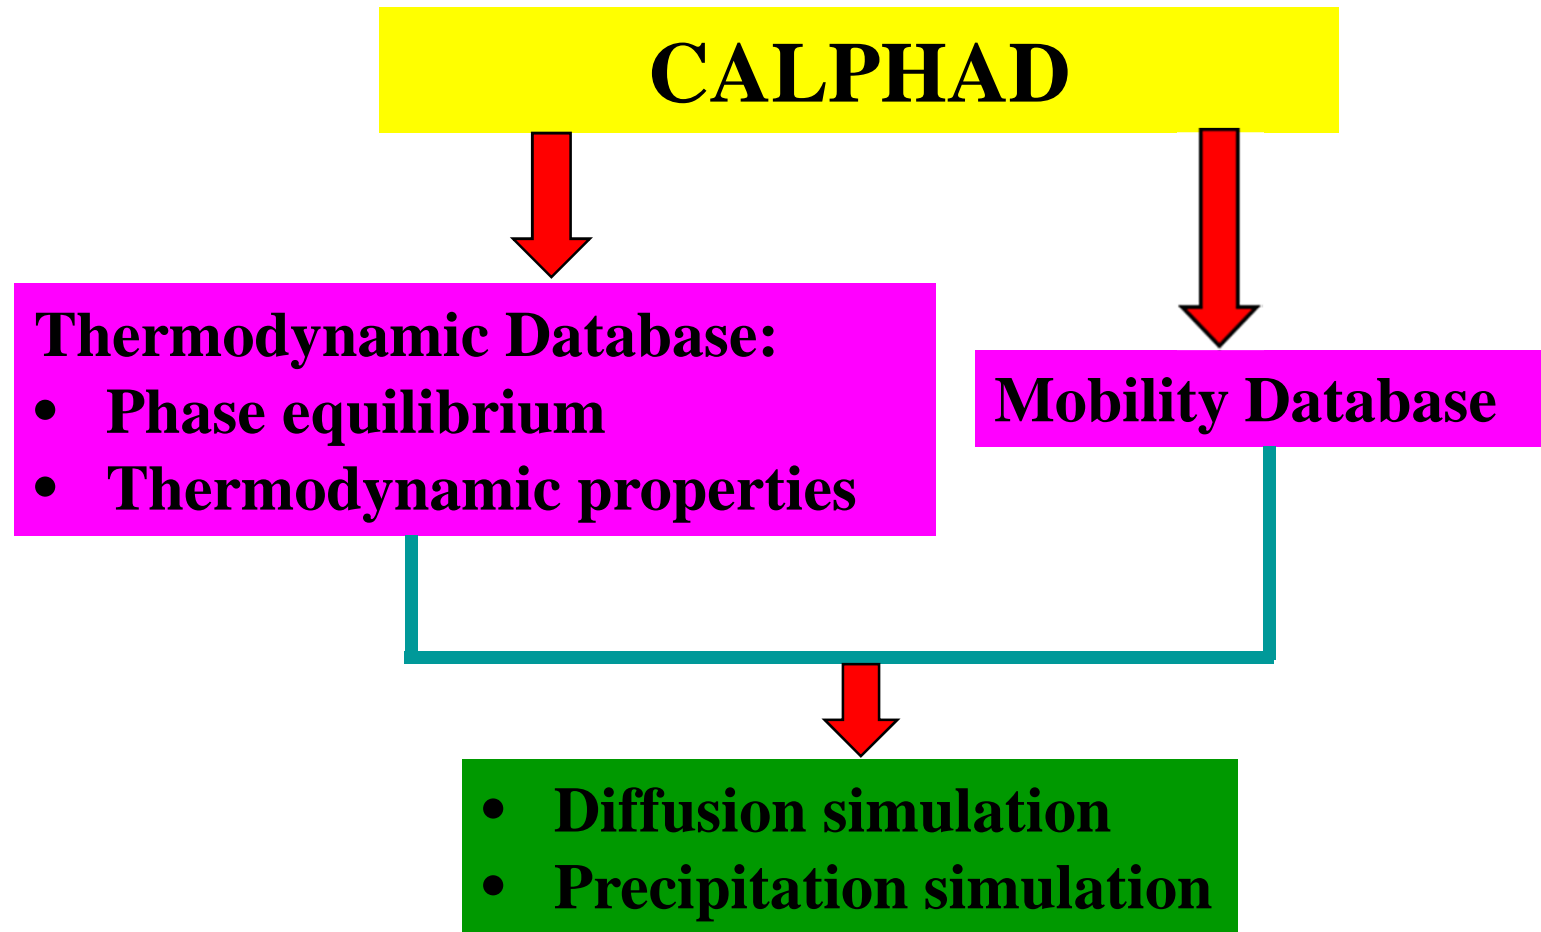 CALPHAD
Thermodynamic Database:
• Phase equilibrium
• Thermodynamic properties
Mobility Database
• Diffusion simulation
• Precipitation simulation